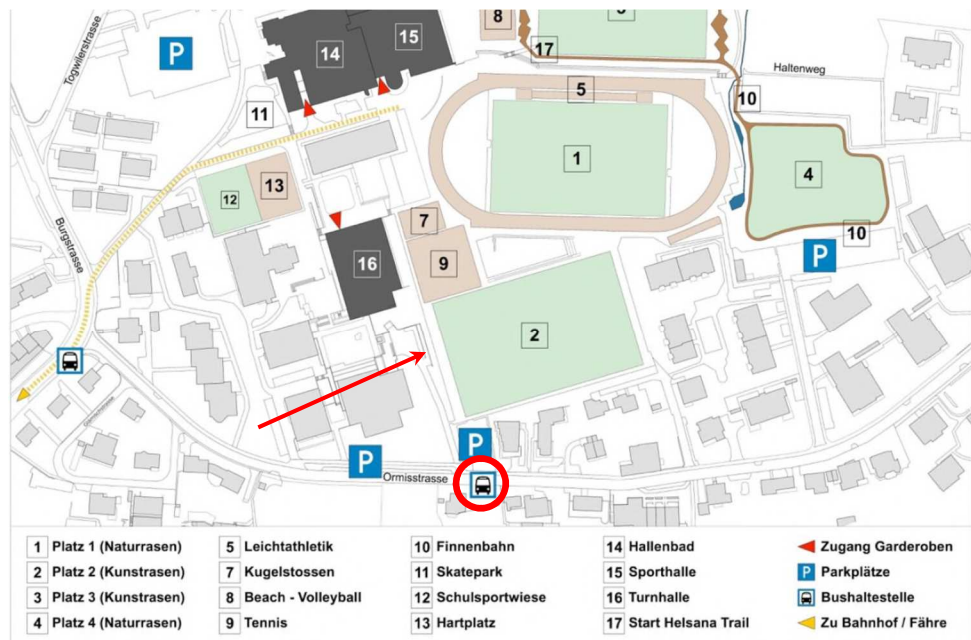 8
3
15
14
17
Togwilerstrasse
P
Haltenweg
5
10
11
1
4
13
12
7
10
Burgstrasse
P
16
9
2
P
P
Ormisstrasse
1 Platz 1 (Naturrasen)
2 Platz 2 (Kunstrasen)
3 Platz 3 (Kunstrasen)
4 Platz 4 (Naturrasen)
5 Leichtathletik
7 Kugelstossen
8 Beach - Volleyball
9 Tennis
10 Finnenbahn
11 Skatepark
12 Schulsportwiese
13 Hartplatz
14 Hallenbad
15 Sporthalle
16 Turnhalle
17 Start Helsana Trail
Zugang Garderoben
P Parkplätze
Bushaltestelle
Zu Bahnhof / Fähre